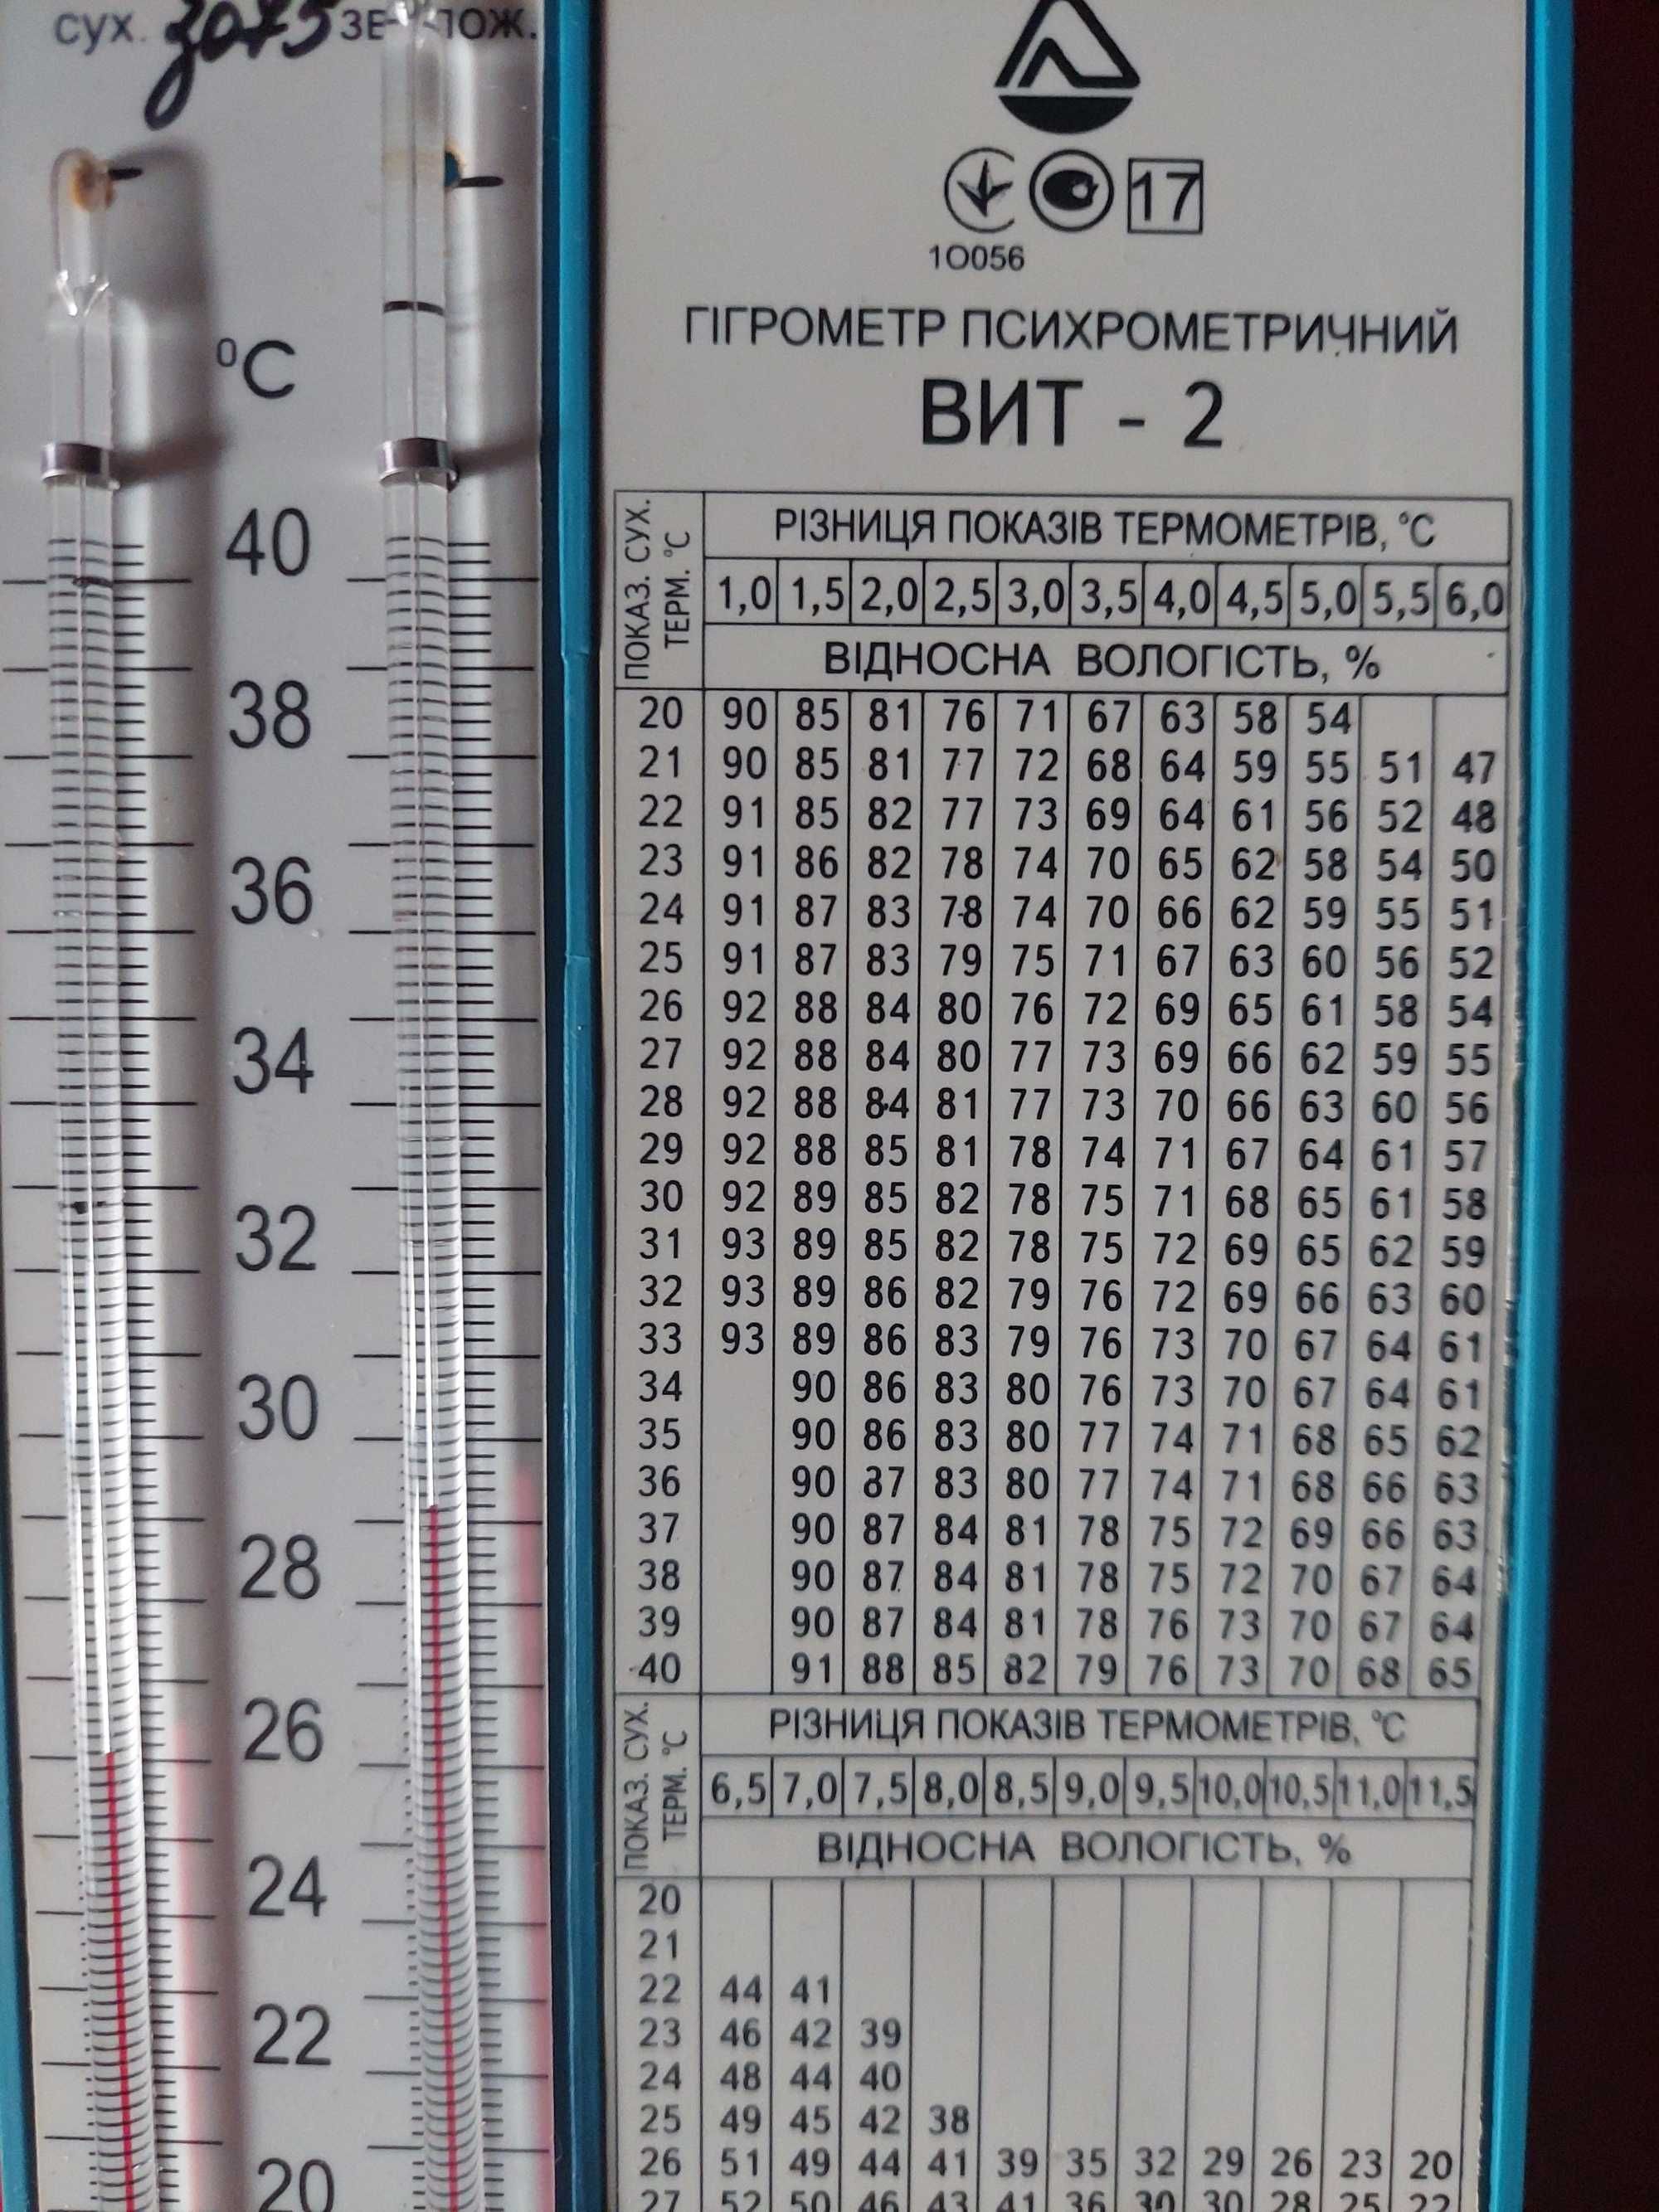 сух. 3075 ЗВ ЛОЖ.
°C
40
38
36
34
32
30
28
26
24
22
20
17
1О056
ГІГРОМЕТР ПСИХРОМЕТРИЧНИЙ
ВИТ - 2
ПОКАЗ. СУХ. ТЕРМ. °С
РІЗНИЦЯ ПОКАЗІВ ТЕРМОМЕТРІВ, °С
1,0 1,5 2,0 2,5 3,0 3,5 4,0 4,5 5,0 5,5 6,0
ВІДНОСНА ВОЛОГІСТЬ, %
20 90 85 81 76 71 67 63 58 54
21 90 85 81 77 72 68 64 59 55 51 47
22 91 85 82 77 73 69 64 61 56 52 48
23 91 86 82 78 74 70 65 62 58 54 50
24 91 87 83 78 74 70 66 62 59 55 51
25 91 87 83 79 75 71 67 63 60 56 52
26 92 88 84 80 76 72 69 65 61 58 54
27 92 88 84 80 77 73 69 66 62 59 55
28 92 88 84 81 77 73 70 66 63 60 56
29 92 88 85 81 78 74 71 67 64 61 57
30 92 89 85 82 78 75 71 68 65 61 58
31 93 89 85 82 78 75 72 69 65 62 59
32 93 89 86 82 79 76 72 69 66 63 60
33 93 89 86 83 79 76 73 70 67 64 61
34 90 86 83 80 76 73 70 67 64 61
35 90 86 83 80 77 74 71 68 65 62
36 90 87 83 80 77 74 71 68 66 63
37 90 87 84 81 78 75 72 69 66 63
38 90 87 84 81 78 75 72 70 67 64
39 90 87 84 81 78 76 73 70 67 64
40 91 88 85 82 79 76 73 70 68 65
ПОКАЗ. СУХ. ТЕРМ. °С
РІЗНИЦЯ ПОКАЗІВ ТЕРМОМЕТРІВ, °С
6,5 7,0 7,5 8,0 8,5 9,0 9,5 10,0 10,5 11,0 11,5
ВІДНОСНА ВОЛОГІСТЬ, %
20
21
22 44 41
23 46 42 39
24 48 44 40
25 49 45 42 38
26 51 49 44 41 39 35 32 29 26 23 20
27 52 50 46 43 41 36 30 30 28 25 22